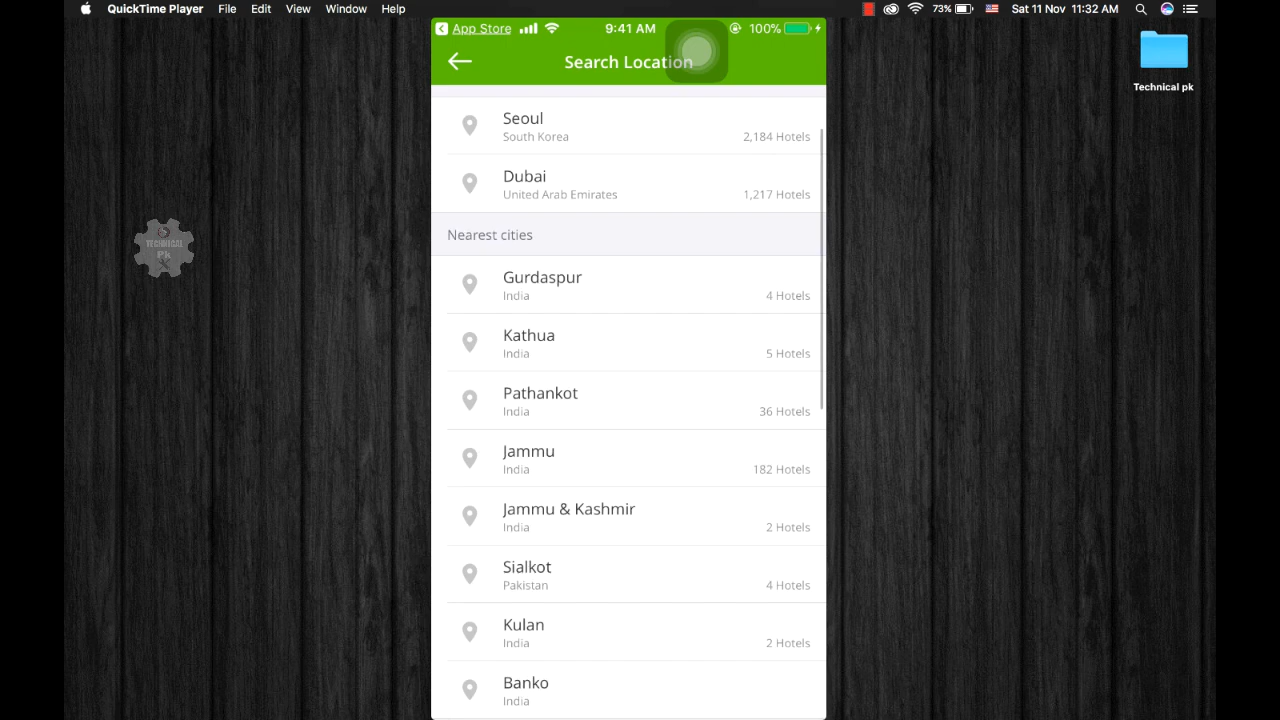 QuickTime Player File Edit View Window Help 73% Sat 11 Nov 11:32 AM
App Store 9:41 AM 100%
Search Location
Technical pk
Seoul
South Korea 2,184 Hotels
Dubai
United Arab Emirates 1,217 Hotels
Nearest cities
TECHNICAL
Pk
Gurdaspur
India 4 Hotels
Kathua
India 5 Hotels
Pathankot
India 36 Hotels
Jammu
India 182 Hotels
Jammu & Kashmir
India 2 Hotels
Sialkot
Pakistan 4 Hotels
Kulan
India 2 Hotels
Banko
India